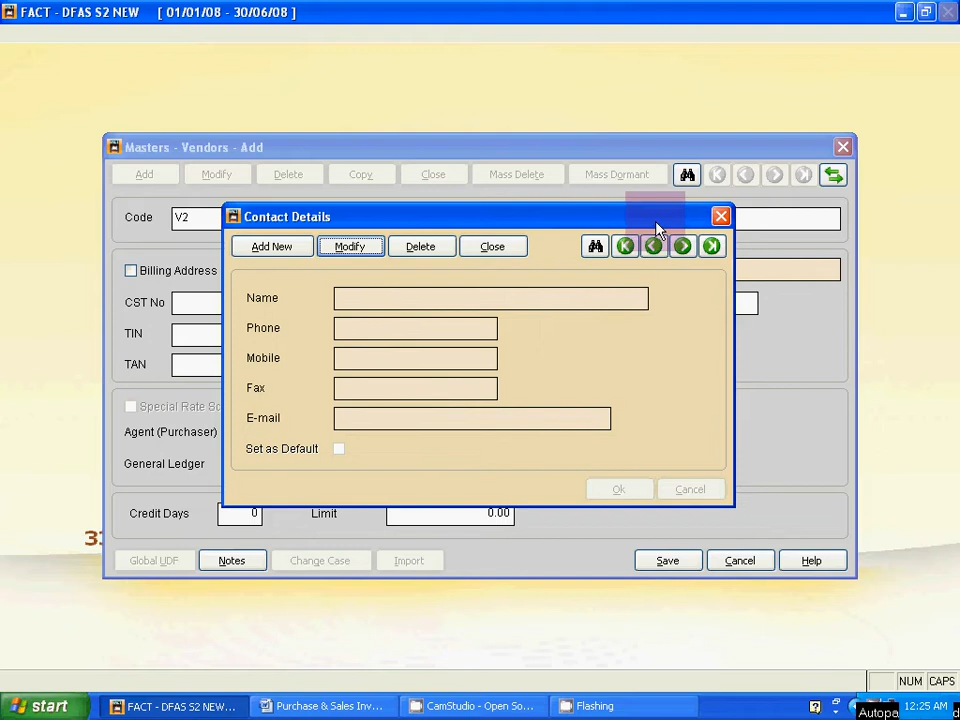 FACT - DFAS S2 NEW [ 01/01/08 - 30/06/08 ]
Masters - Vendors - Add
Add Modify Delete Copy Close Mass Delete Mass Dormant
Code V2
Contact Details
Add New Modify Delete Close
Billing Address
CST No
TIN
TAN
Name
Phone
Mobile
Fax
E-mail
Set as Default
Special Rate Sc
Agent (Purchaser)
General Ledger
Ok Cancel
Credit Days 0 Limit 0.00
Global UDF Notes Change Case Import Save Cancel Help
NUM CAPS
start FACT - DFAS S2 NEW... Purchase & Sales Inv... CamStudio - Open So... Flashing 12:25 AM
Autopa